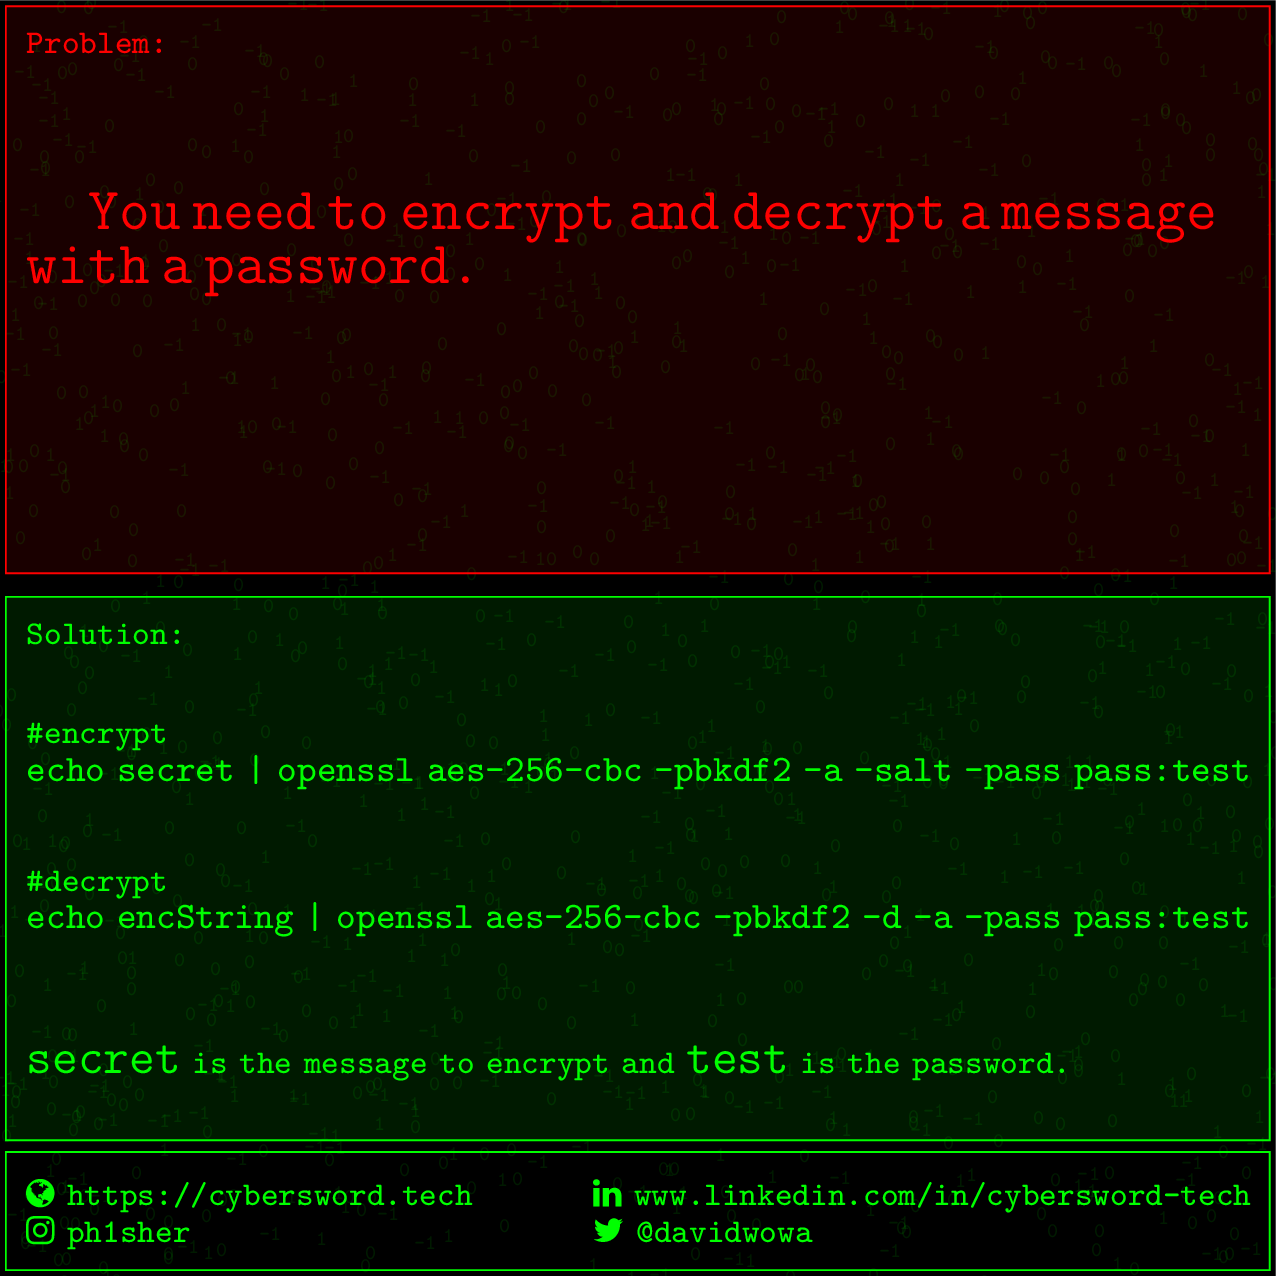 Problem:
You need to encrypt and decrypt a message
with a password.
Solution:
#encrypt
echo secret | openssl aes-256-cbc -pbkdf2 -a -salt -pass pass:test
#decrypt
echo encString | openssl aes-256-cbc -pbkdf2 -d -a -pass pass:test
secret is the message to encrypt and test is the password.
https://cybersword.tech www.linkedin.com/in/cybersword-tech
ph1sher @davidwowa